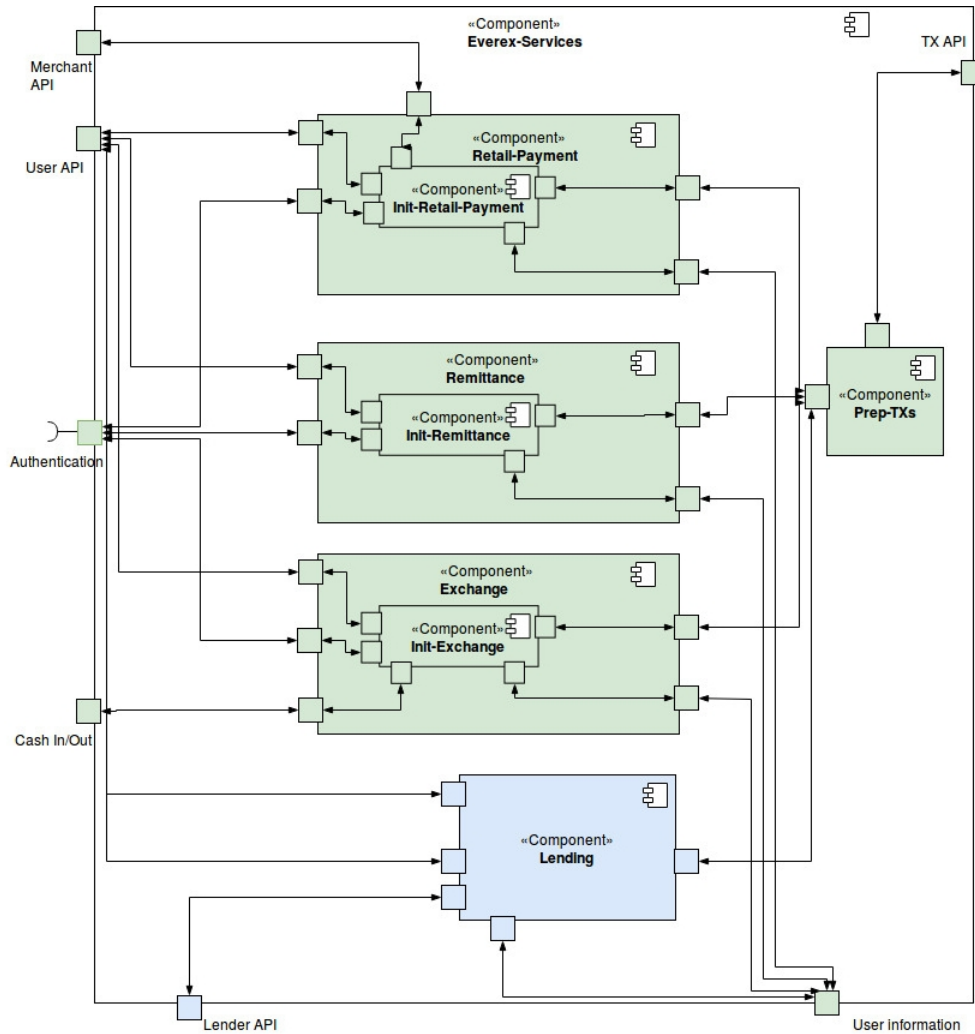 «Component»
Everex-Services
TX API
Merchant
API
«Component»
Retail-Payment
User API
«Component»
Init-Retail-Payment
«Component»
Remittance
«Component»
Prep-TXs
«Component»
Init-Remittance
Authentication
«Component»
Exchange
«Component»
Init-Exchange
Cash In/Out
«Component»
Lending
Lender API
User information